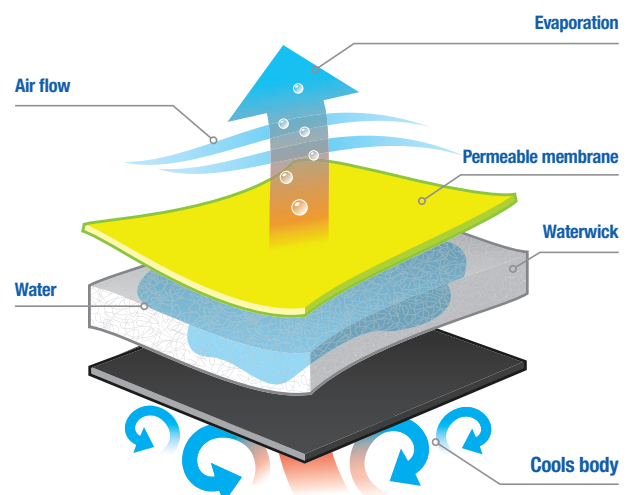 Evaporation
Air flow
Permeable membrane
Waterwick
Water
Cools body